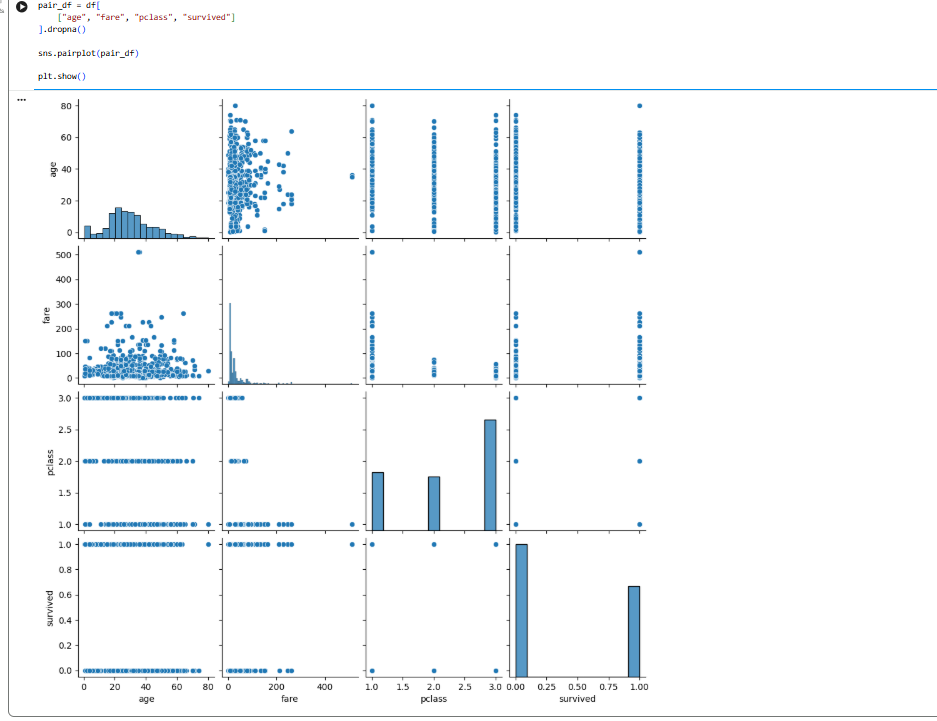 pair_df = df[
["age", "fare", "pclass", "survived"]
].dropna()
sns.pairplot(pair_df)
plt.show()
...
80
60
40
20
0
age
500
400
300
200
100
0
fare
3.0
2.5
2.0
1.5
1.0
pclass
1.0
0.8
0.6
0.4
0.2
0.0
survived
0 20 40 60 80 0 200 400 1.0 1.5 2.0 2.5 3.0 0.00 0.25 0.50 0.75 1.00
age fare pclass survived